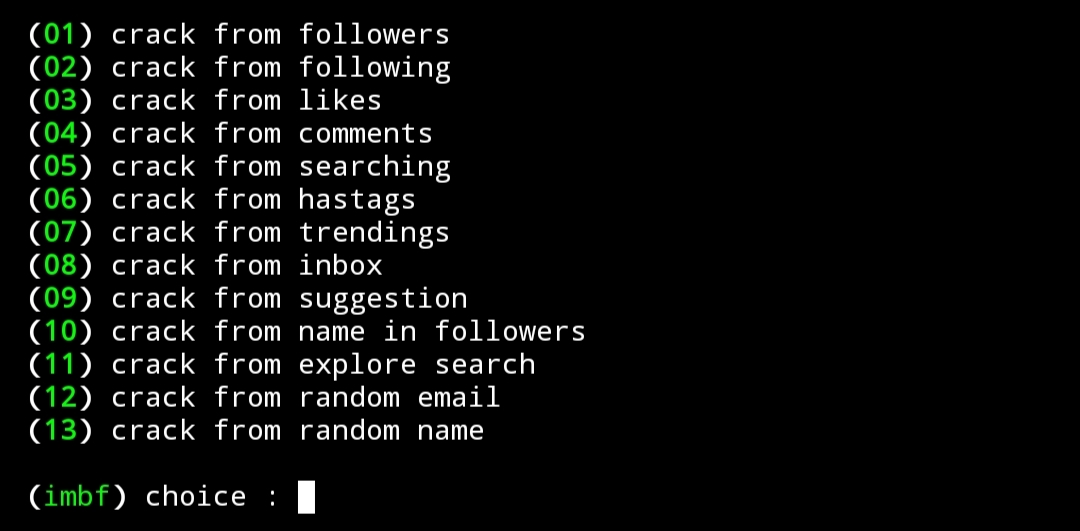 (01) crack from followers
(02) crack from following
(03) crack from likes
(04) crack from comments
(05) crack from searching
(06) crack from hastags
(07) crack from trendings
(08) crack from inbox
(09) crack from suggestion
(10) crack from name in followers
(11) crack from explore search
(12) crack from random email
(13) crack from random name
(imbf) choice :